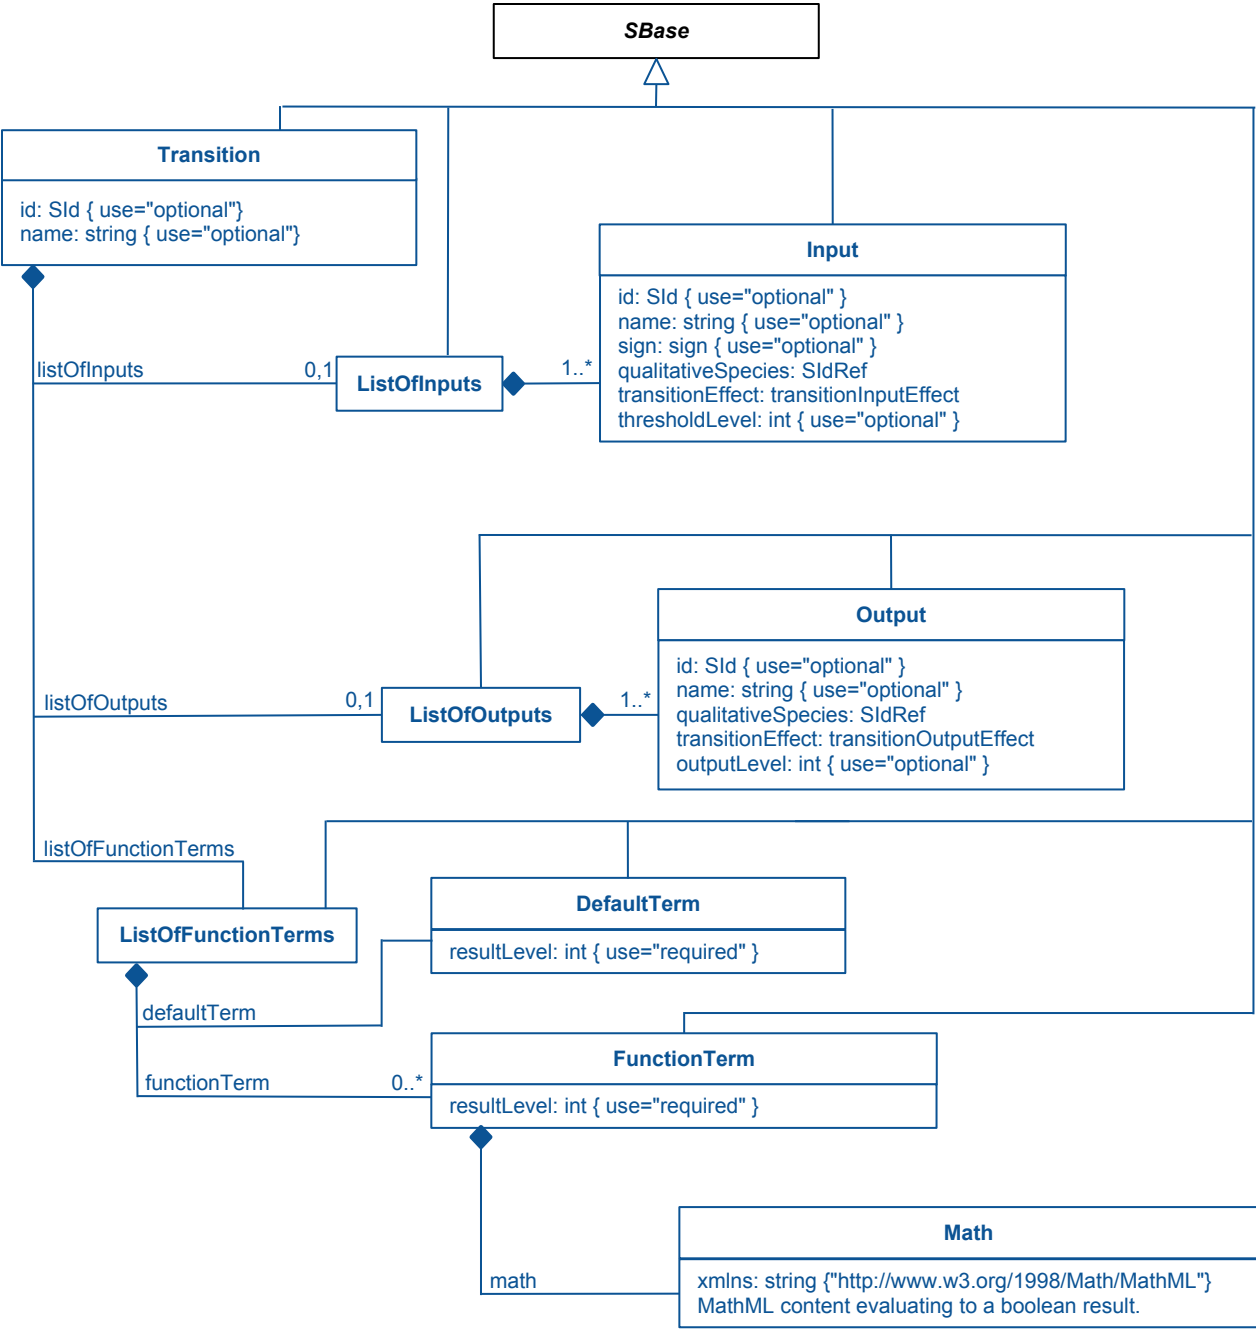 SBase
Transition
id: SId { use="optional"}
name: string { use="optional"}
Input
id: SId { use="optional" }
name: string { use="optional" }
sign: sign { use="optional" }
qualitativeSpecies: SIdRef
transitionEffect: transitionInputEffect
thresholdLevel: int { use="optional" }
listOfInputs
0,1
ListOfInputs
1..*
Output
id: SId { use="optional" }
name: string { use="optional" }
qualitativeSpecies: SIdRef
transitionEffect: transitionOutputEffect
outputLevel: int { use="optional" }
listOfOutputs
0,1
ListOfOutputs
1..*
listOfFunctionTerms
ListOfFunctionTerms
DefaultTerm
resultLevel: int { use="required" }
defaultTerm
FunctionTerm
resultLevel: int { use="required" }
functionTerm
0..*
Math
xmlns: string {"http://www.w3.org/1998/Math/MathML"}
MathML content evaluating to a boolean result.
math